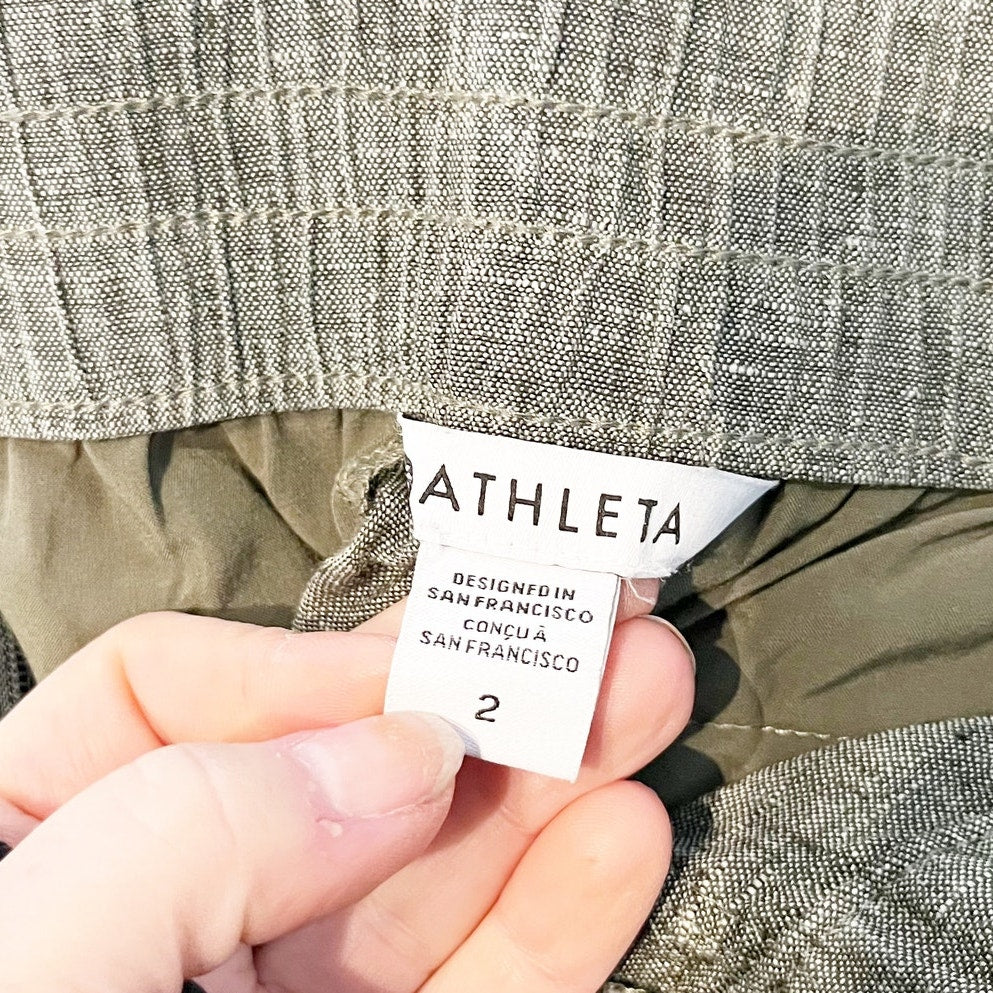 ATHLETA
DESIGNED IN
SAN FRANCISCO
CONÇU À
SAN FRANCISCO
2